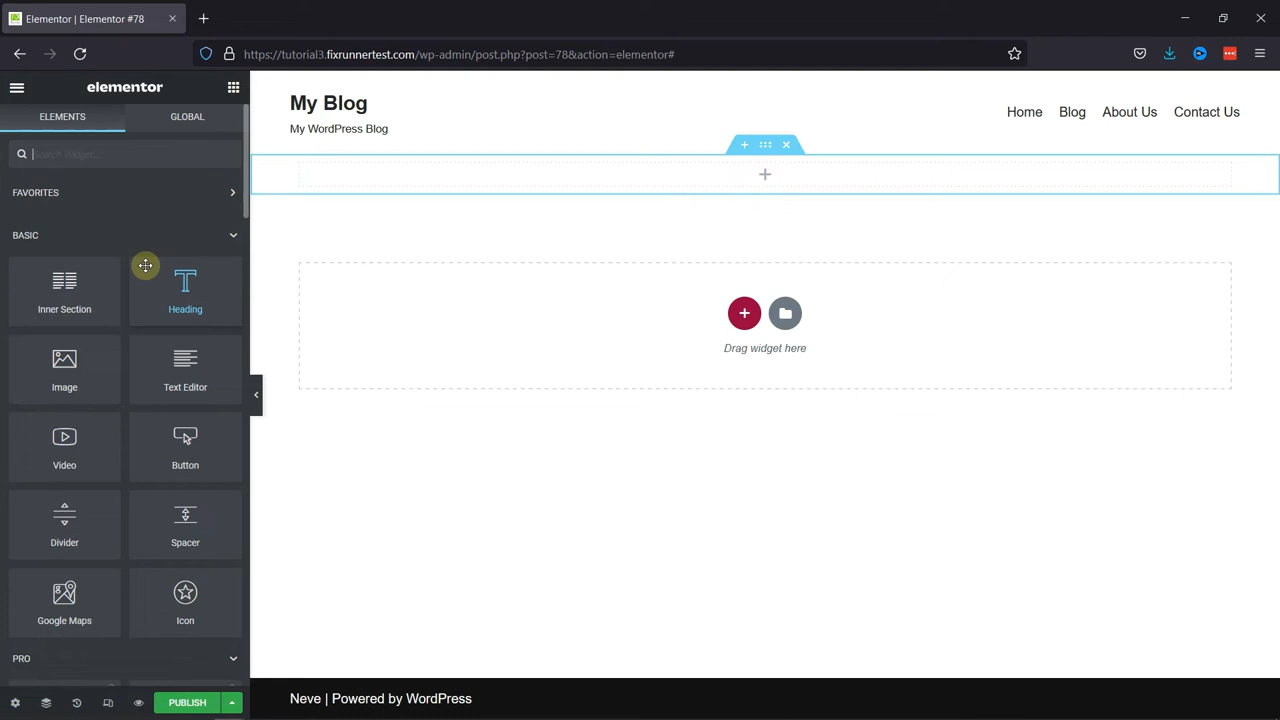 Elementor | Elementor #78
https://tutorial3.fixrunnertest.com/wp-admin/post.php?post=78&action=elementor#
elementor
ELEMENTS GLOBAL
Search Widget...
FAVORITES
BASIC
Inner Section Heading
Image Text Editor
Video Button
Divider Spacer
Google Maps Icon
PRO
PUBLISH
My Blog
My WordPress Blog
Home Blog About Us Contact Us
Drag widget here
Neve | Powered by WordPress